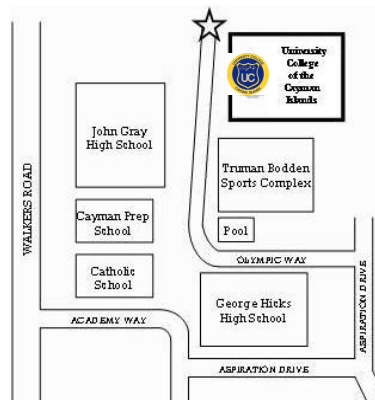 University
College
of the
Cayman
Islands
UC
John Gray
High School
Truman Bodden
Sports Complex
WALKERS ROAD
Cayman Prep
School
Pool
OLYMPIC WAY
Catholic
School
ASPIRATION DRIVE
George Hicks
High School
ACADEMY WAY
ASPIRATION DRIVE